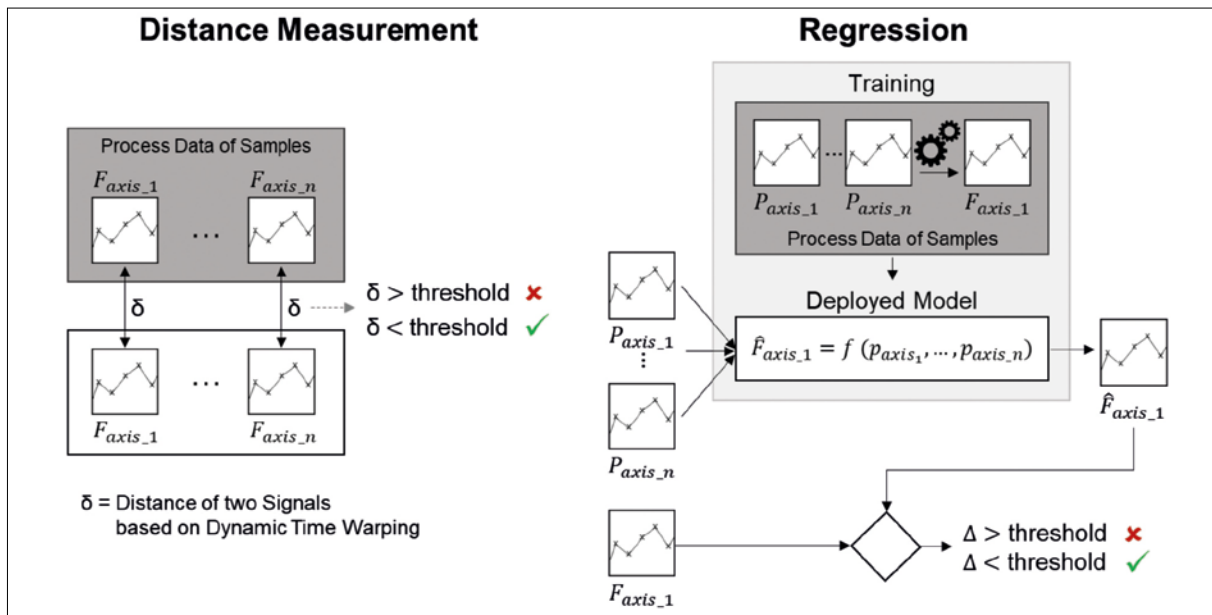 Distance Measurement
Process Data of Samples
F_axis_1 F_axis_n
...
δ δ
δ > threshold ✘
δ < threshold ✓
...
F_axis_1 F_axis_n
δ = Distance of two Signals
based on Dynamic Time Warping
Regression
Training
...
P_axis_1 P_axis_n F_axis_1
Process Data of Samples
Deployed Model
P_axis_1
⋮
F̂_axis_1 = f (p_axis_1, ..., p_axis_n)
P_axis_n
F̂_axis_1
F_axis_1
Δ > threshold ✘
Δ < threshold ✓